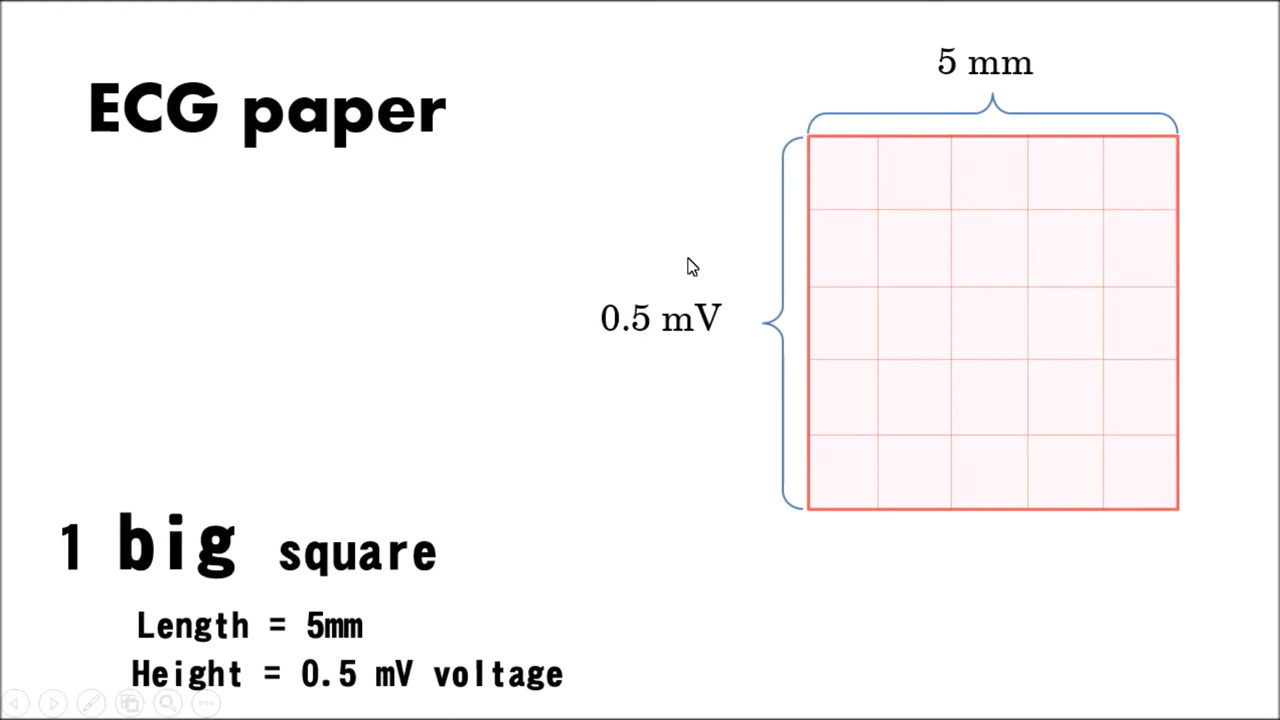 ECG paper
5 mm
0.5 mV
1 big square
Length = 5mm
Height = 0.5 mV voltage